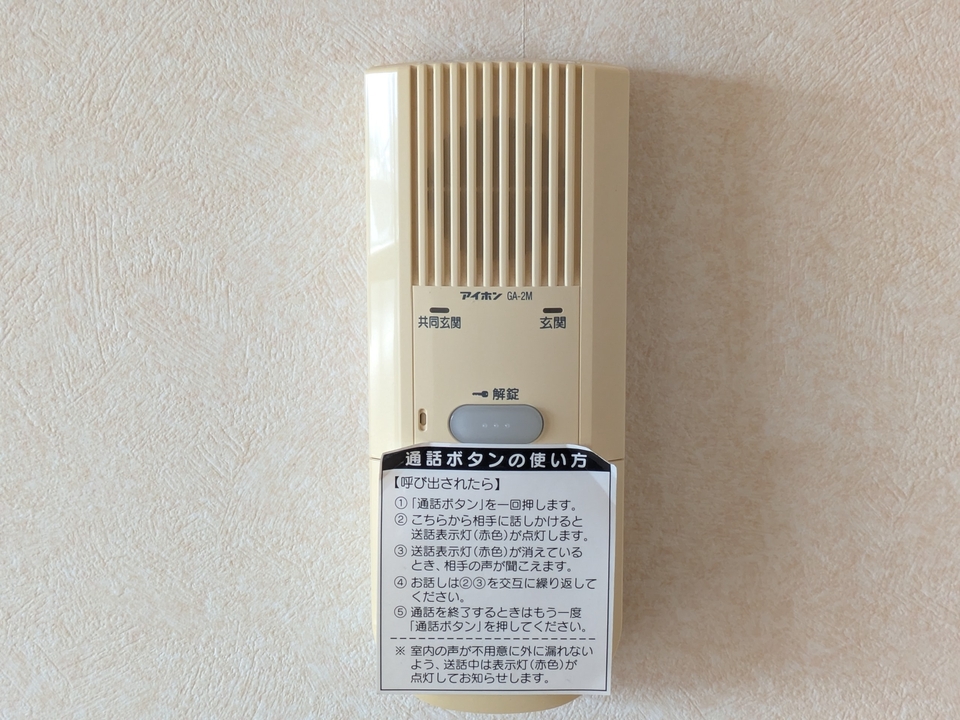 アイホン GA-2M
共同玄関 玄関
解錠
通話ボタンの使い方
【呼び出されたら】
①「通話ボタン」を一回押します。
② こちらから相手に話しかけると
送話表示灯(赤色)が点灯します。
③ 送話表示灯(赤色)が消えている
とき、相手の声が聞こえます。
④ お話しは②③を交互に繰り返して
ください。
⑤ 通話を終了するときはもう一度
「通話ボタン」を押してください。
※ 室内の声が不用意に外に漏れない
よう、送話中は表示灯(赤色)が
点灯してお知らせします。